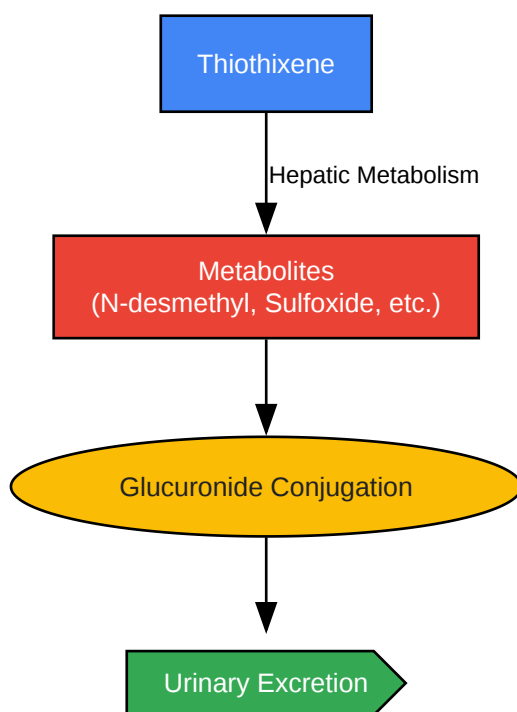 Thiothixene
Hepatic Metabolism
Metabolites
(N-desmethyl, Sulfoxide, etc.)
Glucuronide Conjugation
Urinary Excretion